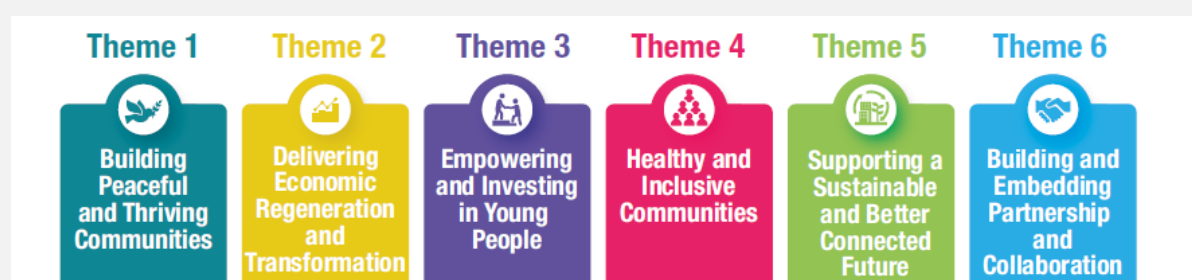 Theme 1
Theme 2
Theme 3
Theme 4
Theme 5
Theme 6
Building
Peaceful
and Thriving
Communities
Delivering
Economic
Regeneration
and
Transformation
Empowering
and Investing
in Young
People
Healthy and
Inclusive
Communities
Supporting a
Sustainable
and Better
Connected
Future
Building and
Embedding
Partnership
and
Collaboration